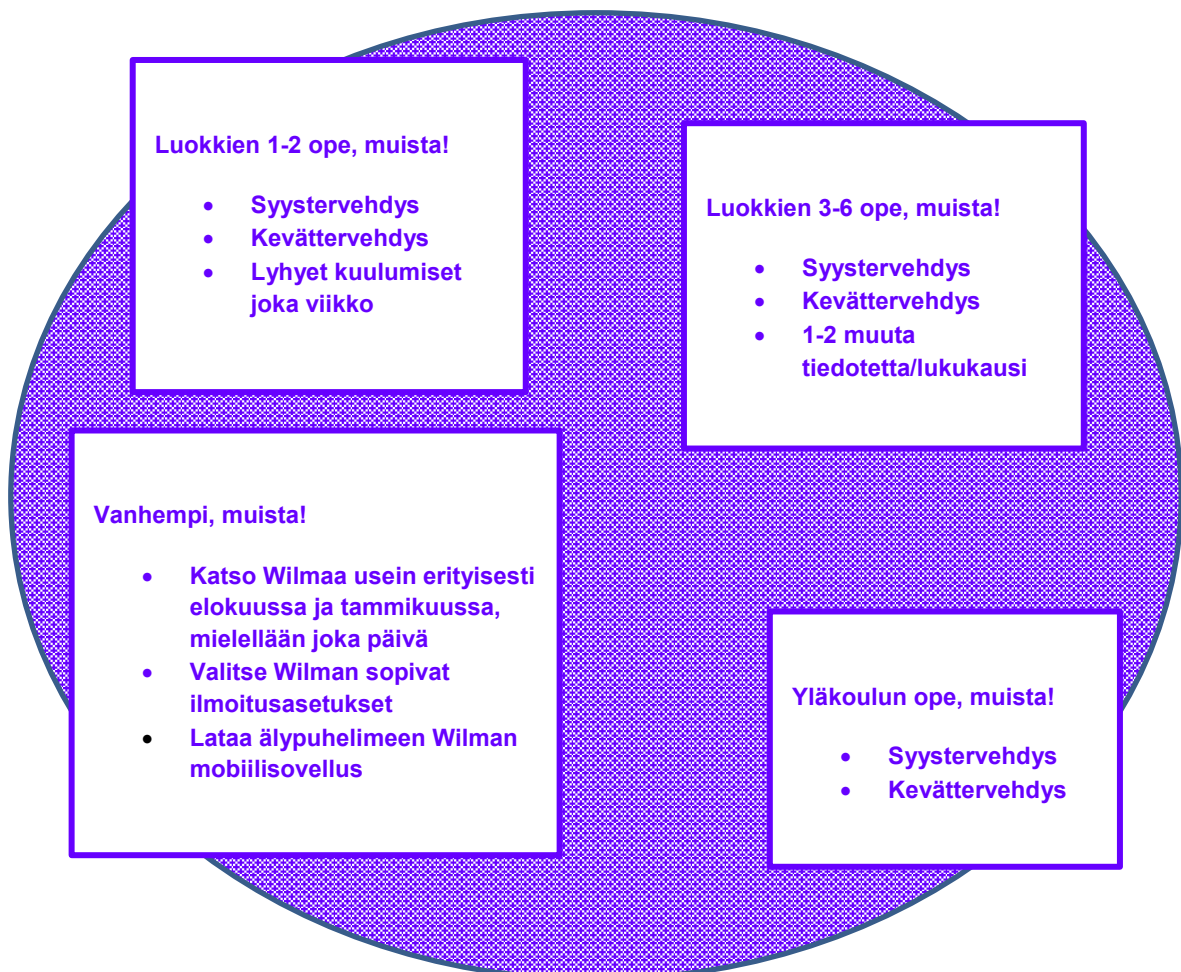 Luokkien 1-2 ope, muista!
• Syystervehdys
• Kevättervehdys
• Lyhyet kuulumiset
joka viikko
Luokkien 3-6 ope, muista!
• Syystervehdys
• Kevättervehdys
• 1-2 muuta
tiedotetta/lukukausi
Vanhempi, muista!
• Katso Wilmaa usein erityisesti
elokuussa ja tammikuussa,
mielellään joka päivä
• Valitse Wilman sopivat
ilmoitusasetukset
• Lataa älypuhelimeen Wilman
mobiilisovellus
Yläkoulun ope, muista!
• Syystervehdys
• Kevättervehdys